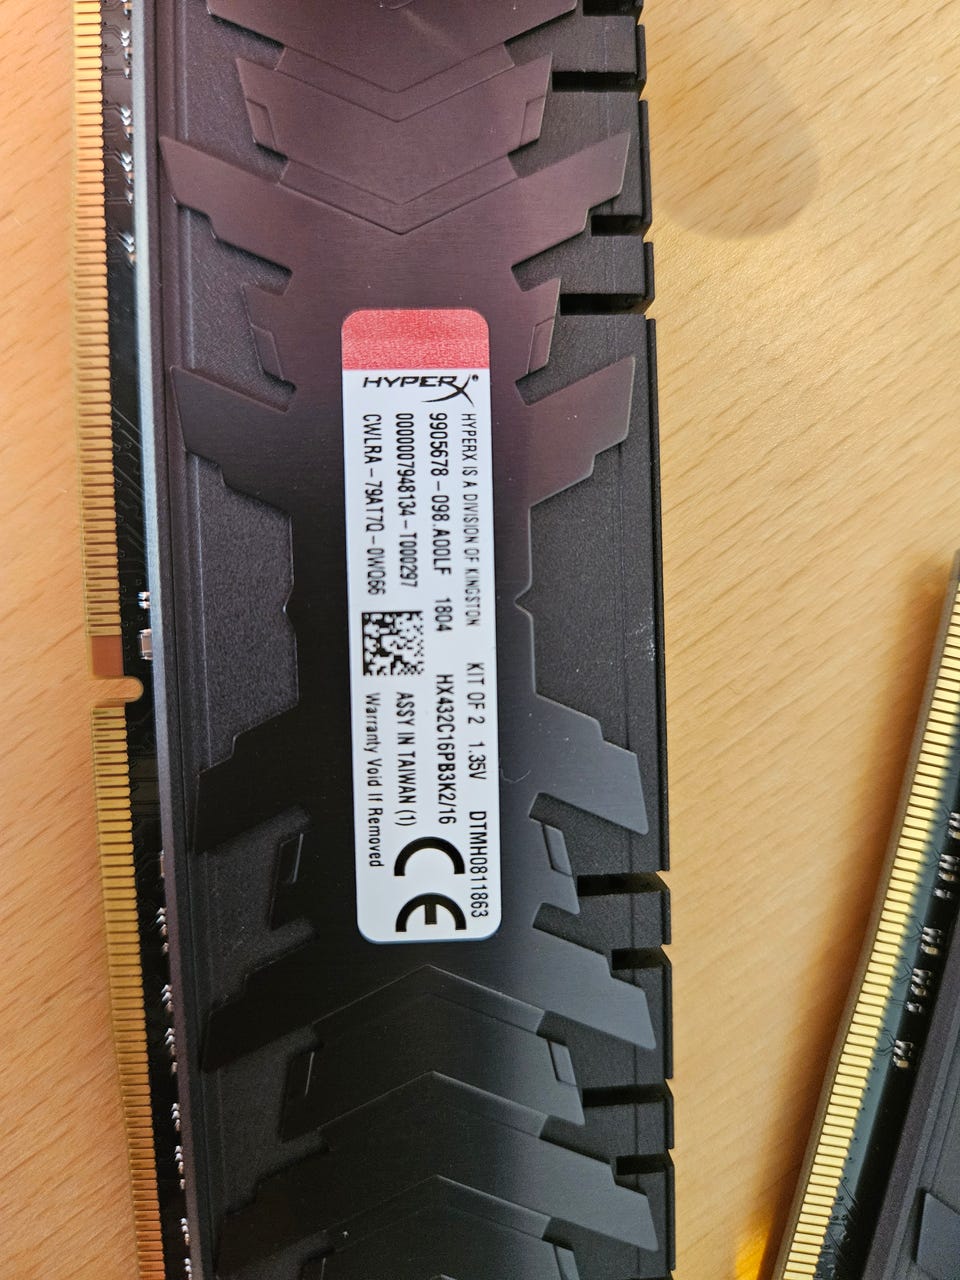 HYPERX
HYPERX IS A DIVISION OF KINGSTON KIT OF 2 1.35V DTMH0811863
9905678-098.A00LF 1804 HX432C16PB3K2/16
0000007948134-T000297 ASSY IN TAIWAN (1)
CWLRA-79AT7Q-0WQ66 Warranty Void If Removed
CE